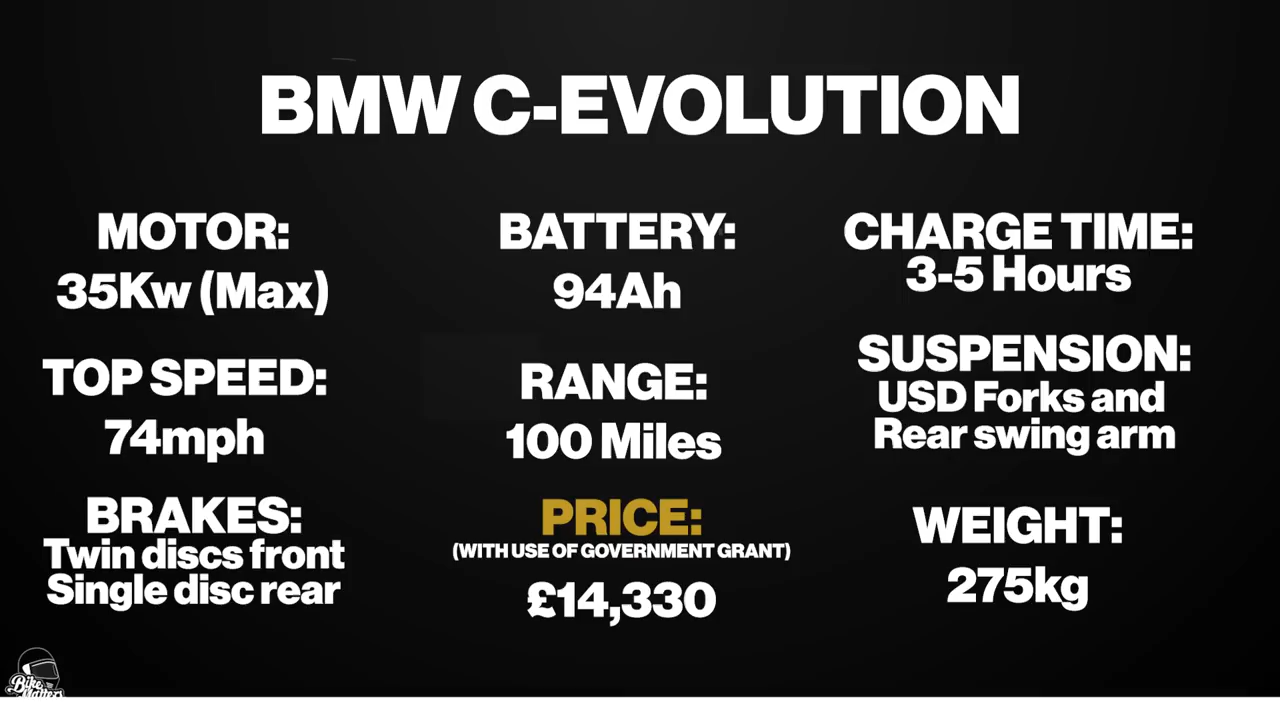 BMW C-EVOLUTION
MOTOR:
35Kw (Max)
BATTERY:
94Ah
CHARGE TIME:
3-5 Hours
TOP SPEED:
74mph
RANGE:
100 Miles
SUSPENSION:
USD Forks and
Rear swing arm
BRAKES:
Twin discs front
Single disc rear
PRICE:
(WITH USE OF GOVERNMENT GRANT)
£14,330
WEIGHT:
275kg
Bike
Matters